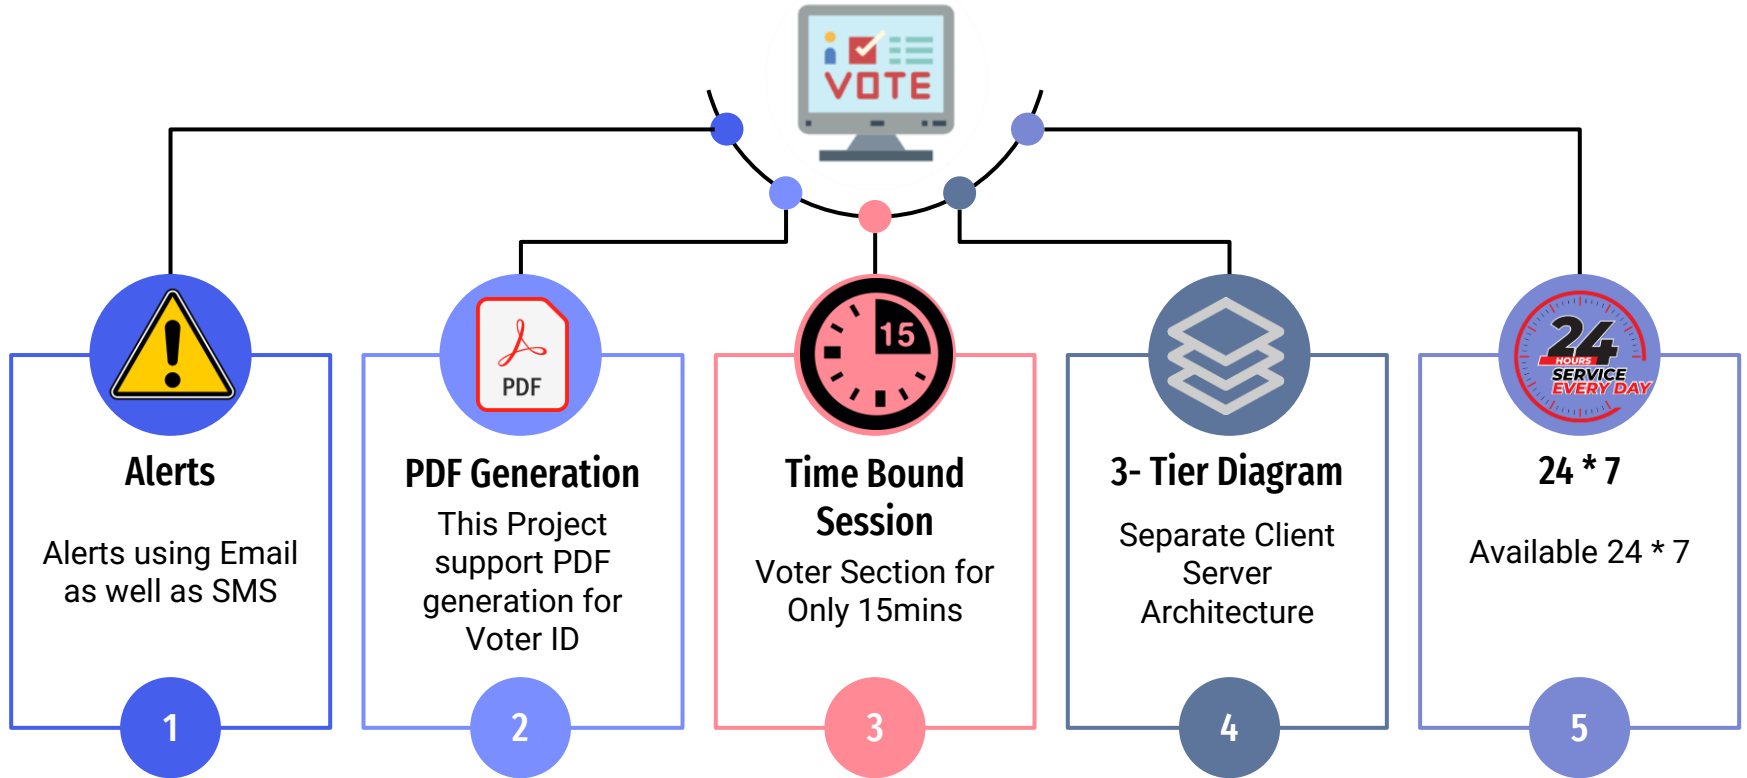 VOTE
Alerts
Alerts using Email
as well as SMS
1
PDF
PDF Generation
This Project
support PDF
generation for
Voter ID
2
15
Time Bound
Session
Voter Section for
Only 15mins
3
3- Tier Diagram
Separate Client
Server
Architecture
4
24
HOURS
SERVICE
EVERY DAY
24 * 7
Available 24 * 7
5